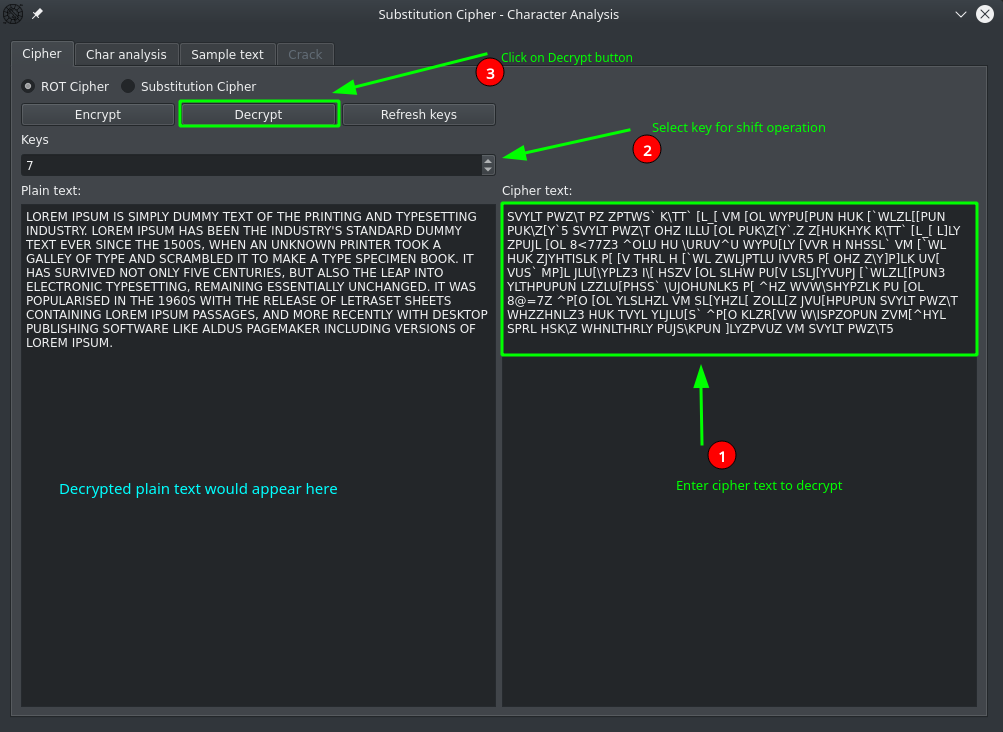 Substitution Cipher - Character Analysis
Cipher
Char analysis
Sample text
Crack
3
Click on Decrypt button
ROT Cipher
Substitution Cipher
Encrypt
Decrypt
Refresh keys
Select key for shift operation
2
Keys
7
Plain text:
Cipher text:
LOREM IPSUM IS SIMPLY DUMMY TEXT OF THE PRINTING AND TYPESETTING
INDUSTRY. LOREM IPSUM HAS BEEN THE INDUSTRY'S STANDARD DUMMY
TEXT EVER SINCE THE 1500S, WHEN AN UNKNOWN PRINTER TOOK A
GALLEY OF TYPE AND SCRAMBLED IT TO MAKE A TYPE SPECIMEN BOOK. IT
HAS SURVIVED NOT ONLY FIVE CENTURIES, BUT ALSO THE LEAP INTO
ELECTRONIC TYPESETTING, REMAINING ESSENTIALLY UNCHANGED. IT WAS
POPULARISED IN THE 1960S WITH THE RELEASE OF LETRASET SHEETS
CONTAINING LOREM IPSUM PASSAGES, AND MORE RECENTLY WITH DESKTOP
PUBLISHING SOFTWARE LIKE ALDUS PAGEMAKER INCLUDING VERSIONS OF
LOREM IPSUM.
SVYLT PWZ\T PZ ZPTWS` K\TT` [L_[ VM [OL WYPU[PUN HUK [`WLZL[[PUN
PUK\Z[Y`5 SVYLT PWZ\T OHZ ILLU [OL PUK\Z[Y`.Z Z[HUKHYK K\TT` [L_[ L]LY
ZPUJL [OL 8<77Z3 ^OLU HU \URUV^U WYPU[LY [VVR H NHSSL` VM [`WL
HUK ZJYHTISLK P[ [V THRL H [`WL ZWLJPTLU IVVR5 P[ OHZ Z\Y]P]LK UV[
VUS` MP]L JLU[\YPLZ3 I\[ HSZV [OL SLHW PU[V LSLJ[YVUPJ [`WLZL[[PUN3
YLTHPUPUN LZZLU[PHSS` \UJOHUNLK5 P[ ^HZ WVW\SHYPZLK PU [OL
8@=7Z ^P[O [OL YLSLHZL VM SL[YHZL[ ZOLL[Z JVU[HPUPUN SVYLT PWZ\T
WHZZHNLZ3 HUK TVYL YLJLU[S` ^P[O KLZR[VW W\ISPZOPUN ZVM[^HYL
SPRL HSK\Z WHNLTHRLY PUJS\KPUN ]LYZPVUZ VM SVYLT PWZ\T5
1
Enter cipher text to decrypt
Decrypted plain text would appear here